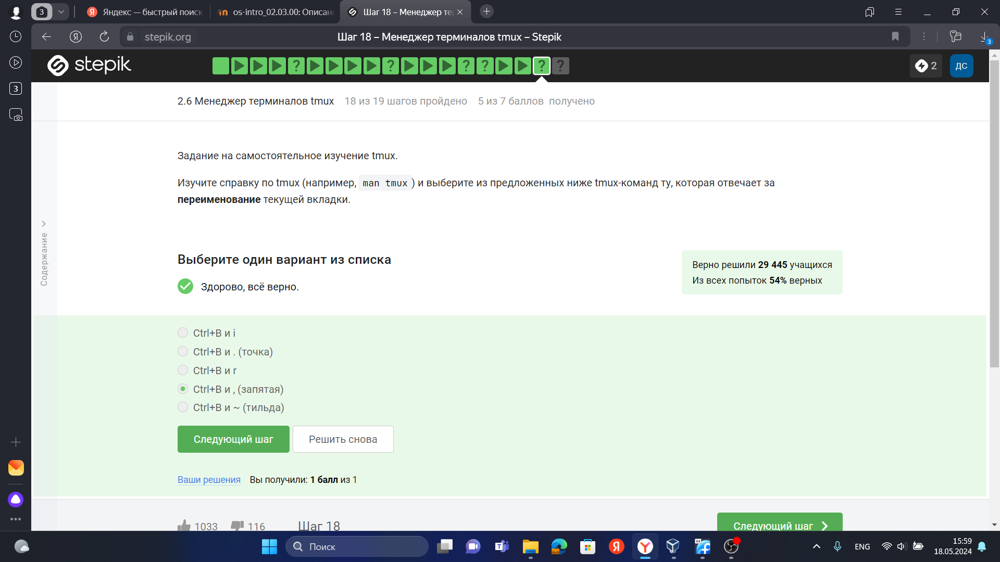 3
Яндекс — быстрый поиск
os-intro_02.03.00: Описан
Шаг 18 – Менеджер те
stepik.org
Шаг 18 – Менеджер терминалов tmux – Stepik
3
3
stepik
2
ДС
2.6 Менеджер терминалов tmux 18 из 19 шагов пройдено 5 из 7 баллов получено
Задание на самостоятельное изучение tmux.
Изучите справку по tmux (например, man tmux ) и выберите из предложенных ниже tmux-команд ту, которая отвечает за
переименование текущей вкладки.
Содержание
Выберите один вариант из списка
Здорово, всё верно.
Верно решили 29 445 учащихся
Из всех попыток 54% верных
Ctrl+B и i
Ctrl+B и . (точка)
Ctrl+B и r
Ctrl+B и , (запятая)
Ctrl+B и ~ (тильда)
Следующий шаг
Решить снова
Ваши решения Вы получили: 1 балл из 1
1033 116 Шаг 18
Следующий шаг
Поиск
64
ENG
15:59
18.05.2024